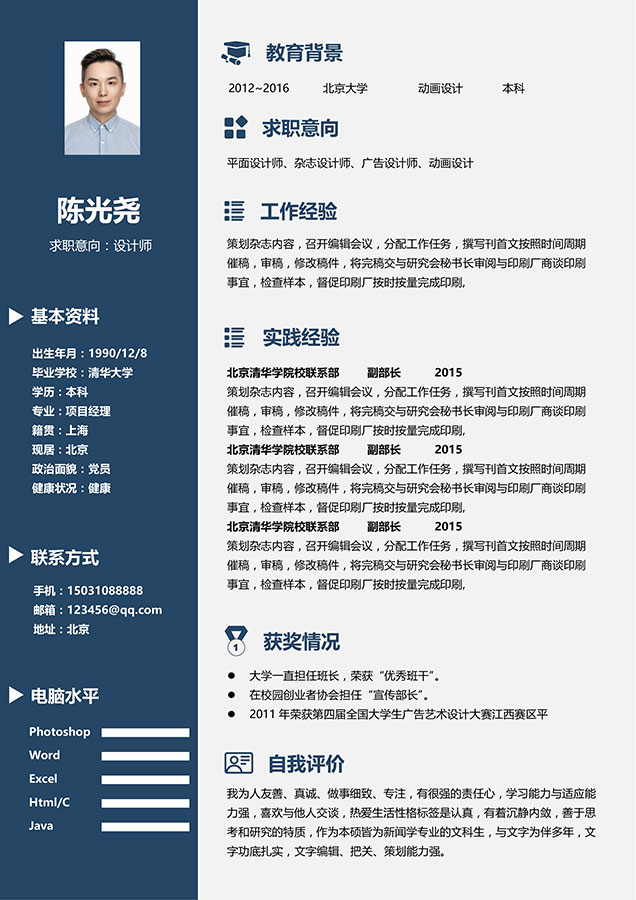 陈光尧
求职意向：设计师
基本资料
出生年月：1990/12/8
毕业学校：清华大学
学历：本科
专业：项目经理
籍贯：上海
现居：北京
政治面貌：党员
健康状况：健康
联系方式
手机：15031088888
邮箱：123456@qq.com
地址：北京
电脑水平
Photoshop
Word
Excel
Html/C
Java
教育背景
2012~2016 北京大学 动画设计 本科
求职意向
平面设计师、杂志设计师、广告设计师、动画设计
工作经验
策划杂志内容，召开编辑会议，分配工作任务，撰写刊首文按照时间周期
催稿，审稿，修改稿件，将完稿交与研究会秘书长审阅与印刷厂商谈印刷
事宜，检查样本，督促印刷厂按时按量完成印刷,
实践经验
北京清华学院校联系部 副部长 2015
策划杂志内容，召开编辑会议，分配工作任务，撰写刊首文按照时间周期
催稿，审稿，修改稿件，将完稿交与研究会秘书长审阅与印刷厂商谈印刷
事宜，检查样本，督促印刷厂按时按量完成印刷,
北京清华学院校联系部 副部长 2015
策划杂志内容，召开编辑会议，分配工作任务，撰写刊首文按照时间周期
催稿，审稿，修改稿件，将完稿交与研究会秘书长审阅与印刷厂商谈印刷
事宜，检查样本，督促印刷厂按时按量完成印刷,
北京清华学院校联系部 副部长 2015
策划杂志内容，召开编辑会议，分配工作任务，撰写刊首文按照时间周期
催稿，审稿，修改稿件，将完稿交与研究会秘书长审阅与印刷厂商谈印刷
事宜，检查样本，督促印刷厂按时按量完成印刷,
1
获奖情况
● 大学一直担任班长，荣获“优秀班干”。
● 在校园创业者协会担任“宣传部长”。
● 2011 年荣获第四届全国大学生广告艺术设计大赛江西赛区平
自我评价
我为人友善、真诚、做事细致、专注，有很强的责任心，学习能力与适应能
力强，喜欢与他人交谈，热爱生活性格标签是认真，有着沉静内敛，善于思
考和研究的特质，作为本硕皆为新闻学专业的文科生，与文字为伴多年，文
字功底扎实，文字编辑、把关、策划能力强。